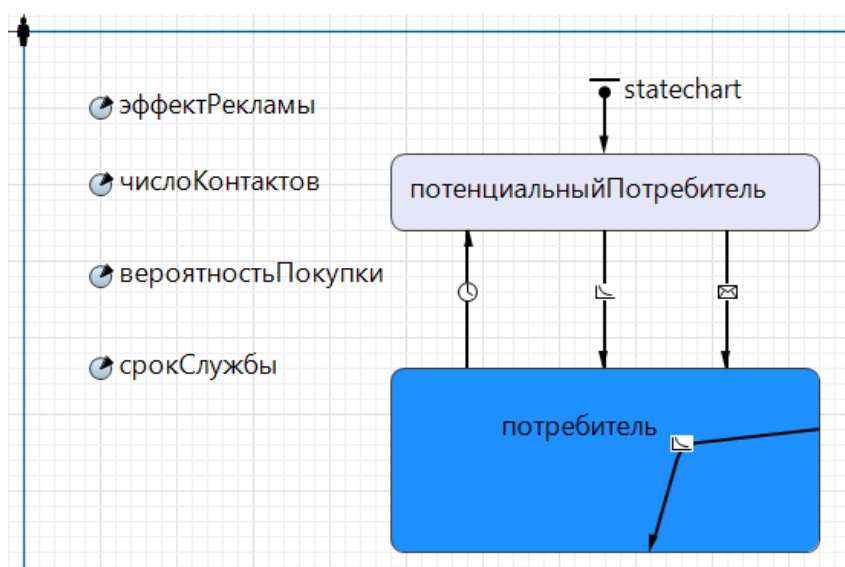 эффектРекламы
statechart
числоКонтактов
потенциальныйПотребитель
вероятностьПокупки
срокСлужбы
потребитель